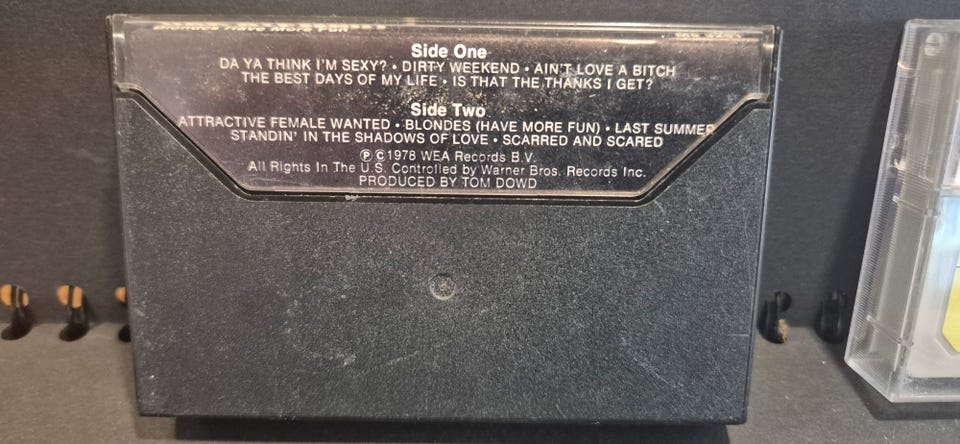 Side One
DA YA THINK I'M SEXY? • DIRTY WEEKEND • AIN'T LOVE A BITCH
THE BEST DAYS OF MY LIFE • IS THAT THE THANKS I GET?
Side Two
ATTRACTIVE FEMALE WANTED • BLONDES (HAVE MORE FUN) • LAST SUMMER
STANDIN' IN THE SHADOWS OF LOVE • SCARRED AND SCARED
℗ © 1978 WEA Records B.V.
All Rights In The U.S. Controlled by Warner Bros. Records Inc.
PRODUCED BY TOM DOWD